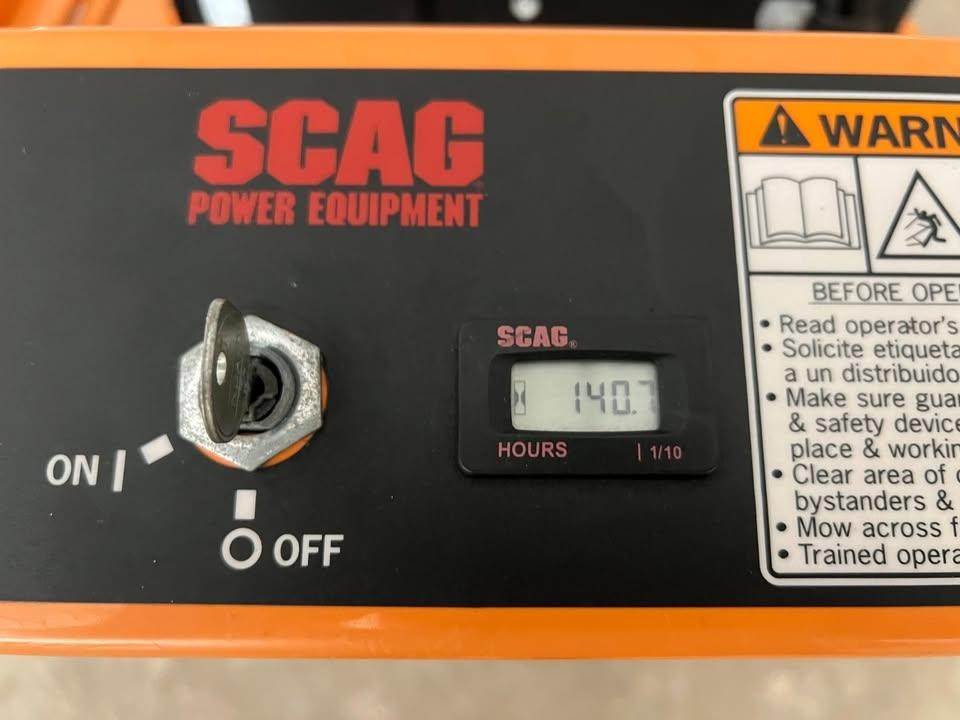 SCAG
POWER EQUIPMENT
SCAG®
140.7
HOURS | 1/10
ON |
OFF
WARN
BEFORE OPE
• Read operator's
• Solicite etiqueta
a un distribuido
• Make sure guar
& safety device
place & workin
• Clear area of
bystanders &
• Mow across f
• Trained opera